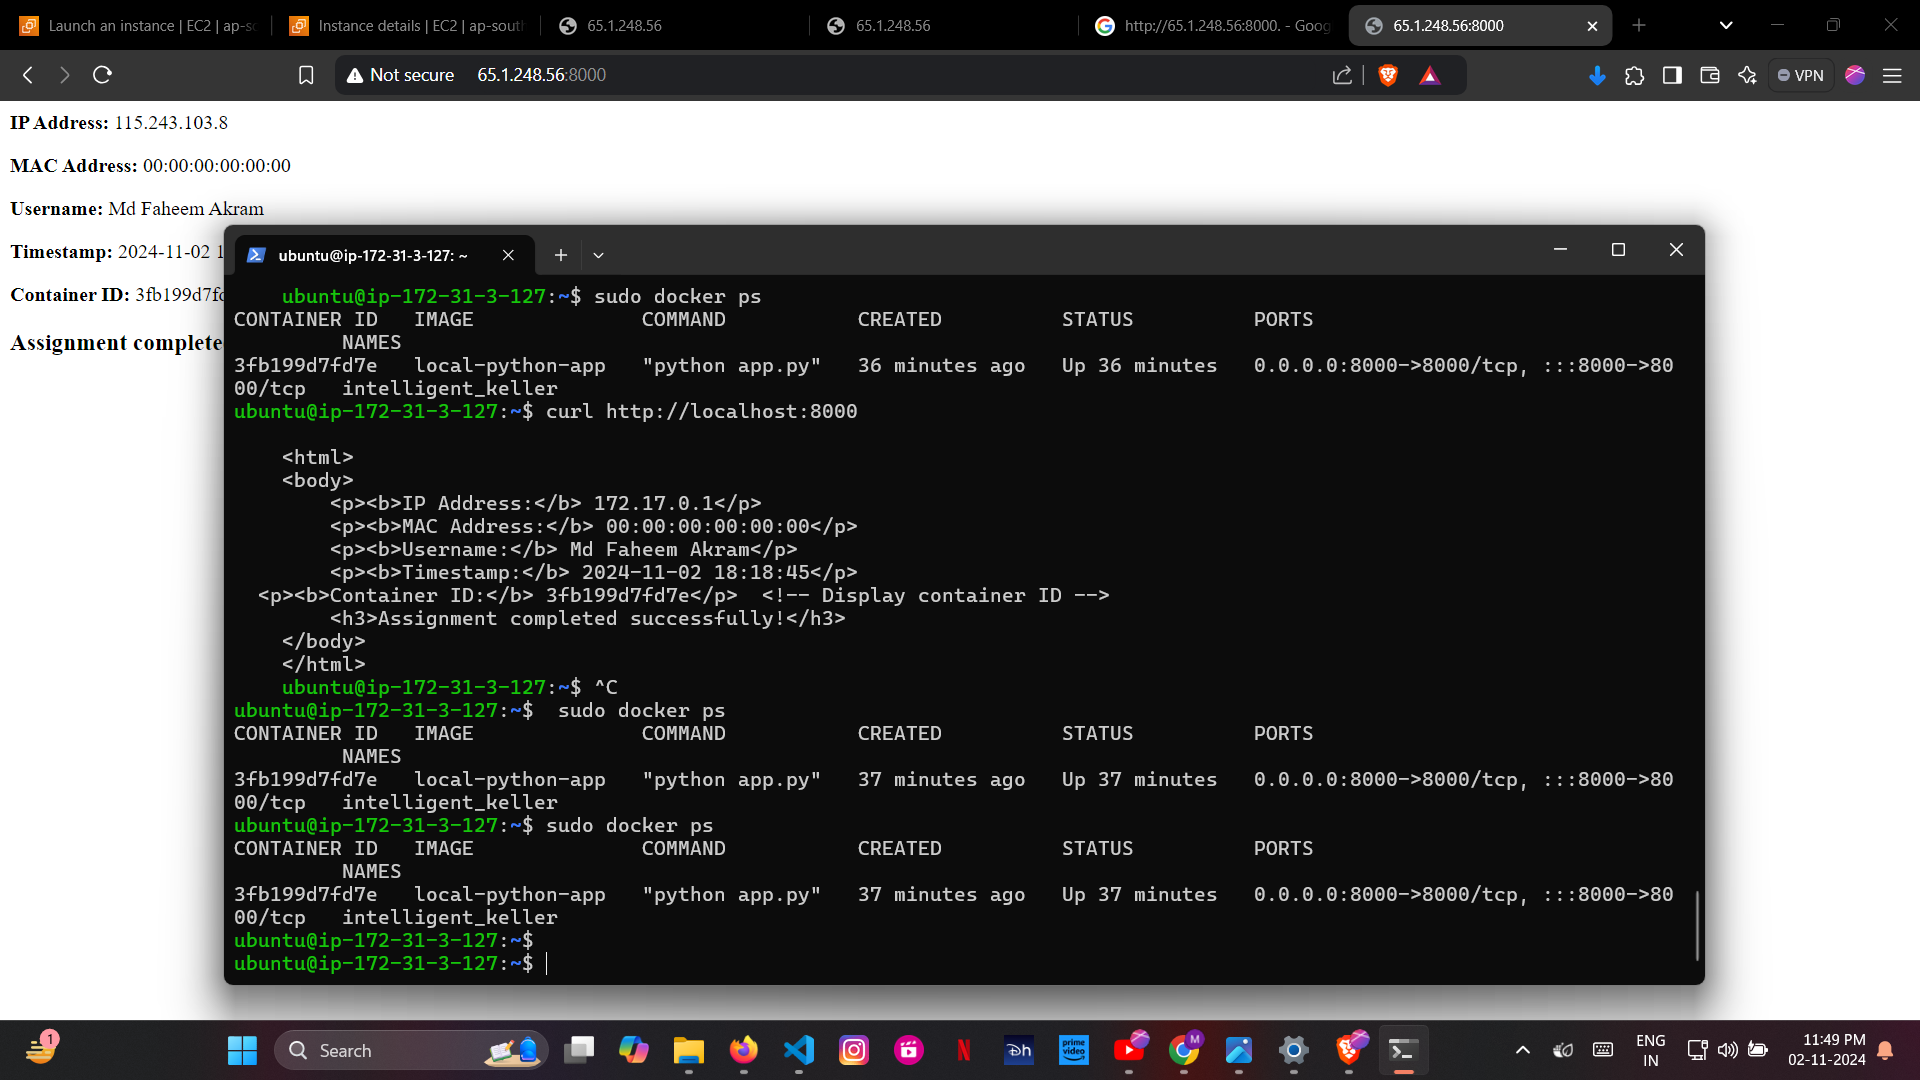 Launch an instance | EC2 | ap-so
Instance details | EC2 | ap-sout
65.1.248.56
65.1.248.56
http://65.1.248.56:8000. - Goog
65.1.248.56:8000
Not secure
65.1.248.56:8000
VPN
IP Address: 115.243.103.8
MAC Address: 00:00:00:00:00:00
Username: Md Faheem Akram
Timestamp: 2024-11-02 1
Container ID: 3fb199d7fd
Assignment complete
ubuntu@ip-172-31-3-127: ~
ubuntu@ip-172-31-3-127:~$ sudo docker ps
CONTAINER ID   IMAGE              COMMAND           CREATED          STATUS          PORTS
NAMES
3fb199d7fd7e   local-python-app   "python app.py"   36 minutes ago   Up 36 minutes   0.0.0.0:8000->8000/tcp, :::8000->80
00/tcp   intelligent_keller
ubuntu@ip-172-31-3-127:~$ curl http://localhost:8000
<html>
<body>
<p><b>IP Address:</b> 172.17.0.1</p>
<p><b>MAC Address:</b> 00:00:00:00:00:00</p>
<p><b>Username:</b> Md Faheem Akram</p>
<p><b>Timestamp:</b> 2024-11-02 18:18:45</p>
<p><b>Container ID:</b> 3fb199d7fd7e</p>  <!-- Display container ID -->
<h3>Assignment completed successfully!</h3>
</body>
</html>
ubuntu@ip-172-31-3-127:~$ ^C
ubuntu@ip-172-31-3-127:~$  sudo docker ps
CONTAINER ID   IMAGE              COMMAND           CREATED          STATUS          PORTS
NAMES
3fb199d7fd7e   local-python-app   "python app.py"   37 minutes ago   Up 37 minutes   0.0.0.0:8000->8000/tcp, :::8000->80
00/tcp   intelligent_keller
ubuntu@ip-172-31-3-127:~$ sudo docker ps
CONTAINER ID   IMAGE              COMMAND           CREATED          STATUS          PORTS
NAMES
3fb199d7fd7e   local-python-app   "python app.py"   37 minutes ago   Up 37 minutes   0.0.0.0:8000->8000/tcp, :::8000->80
00/tcp   intelligent_keller
ubuntu@ip-172-31-3-127:~$
ubuntu@ip-172-31-3-127:~$
1
Search
N
Dh
prime video
M
ENG
IN
11:49 PM
02-11-2024